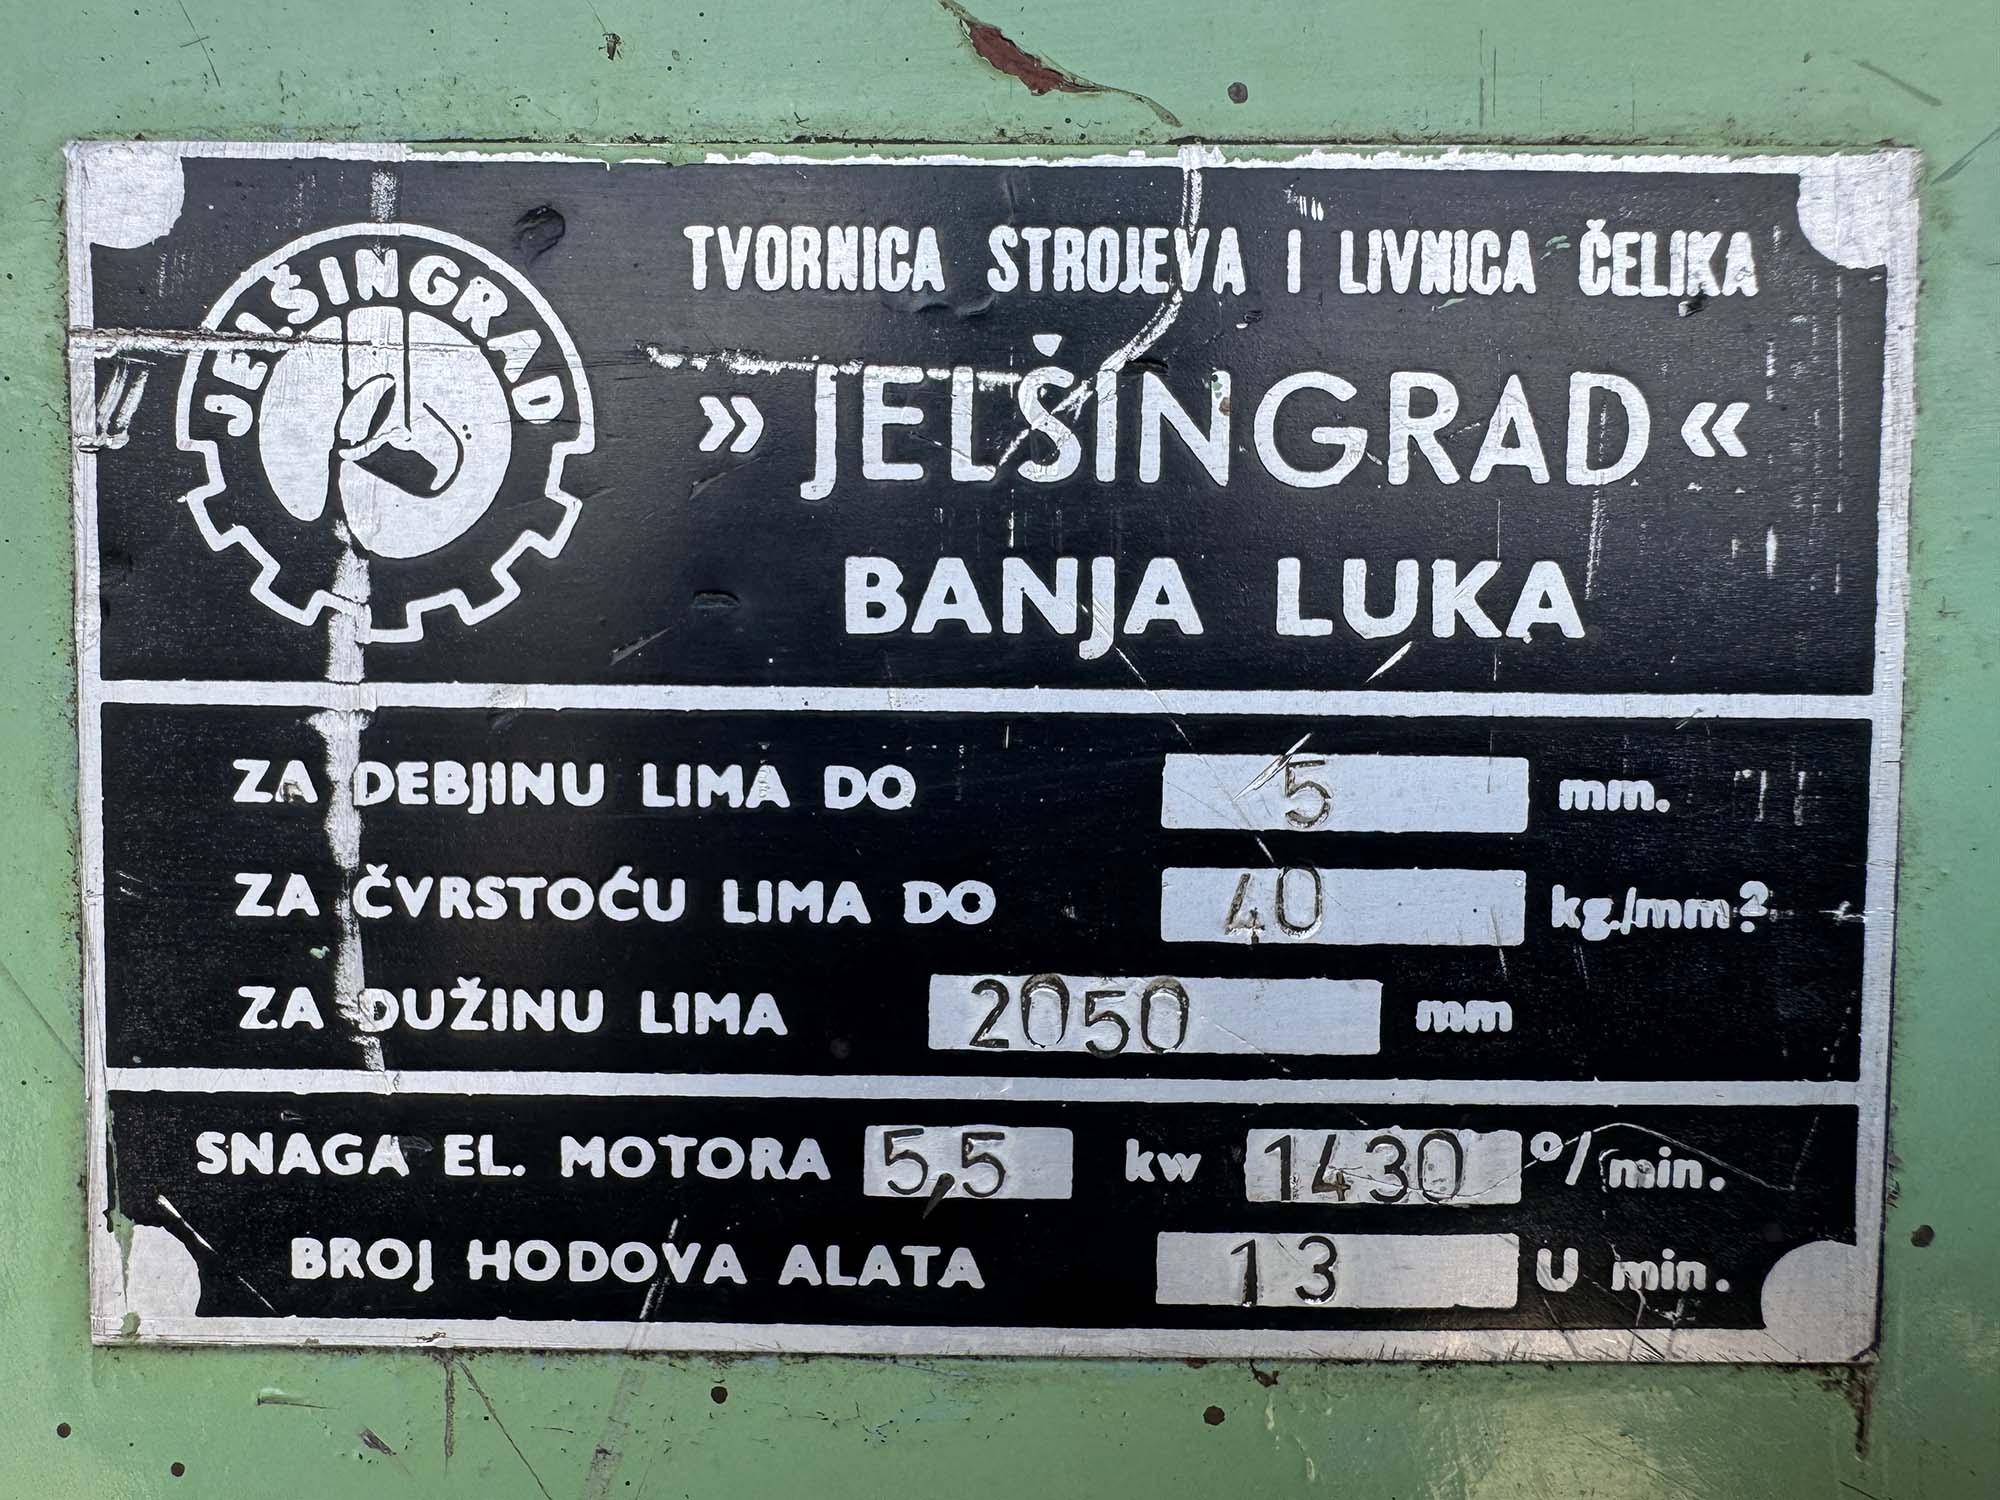 JELŠINGRAD
TVORNICA STROJEVA I LIVNICA ČELIKA
»JELŠINGRAD«
BANJA LUKA
ZA DEBJINU LIMA DO 5 mm.
ZA ČVRSTOĆU LIMA DO 40 kg./mm²
ZA DUŽINU LIMA 2050 mm
SNAGA EL. MOTORA 5,5 kw 1430 °/min.
BROJ HODOVA ALATA 13 U min.